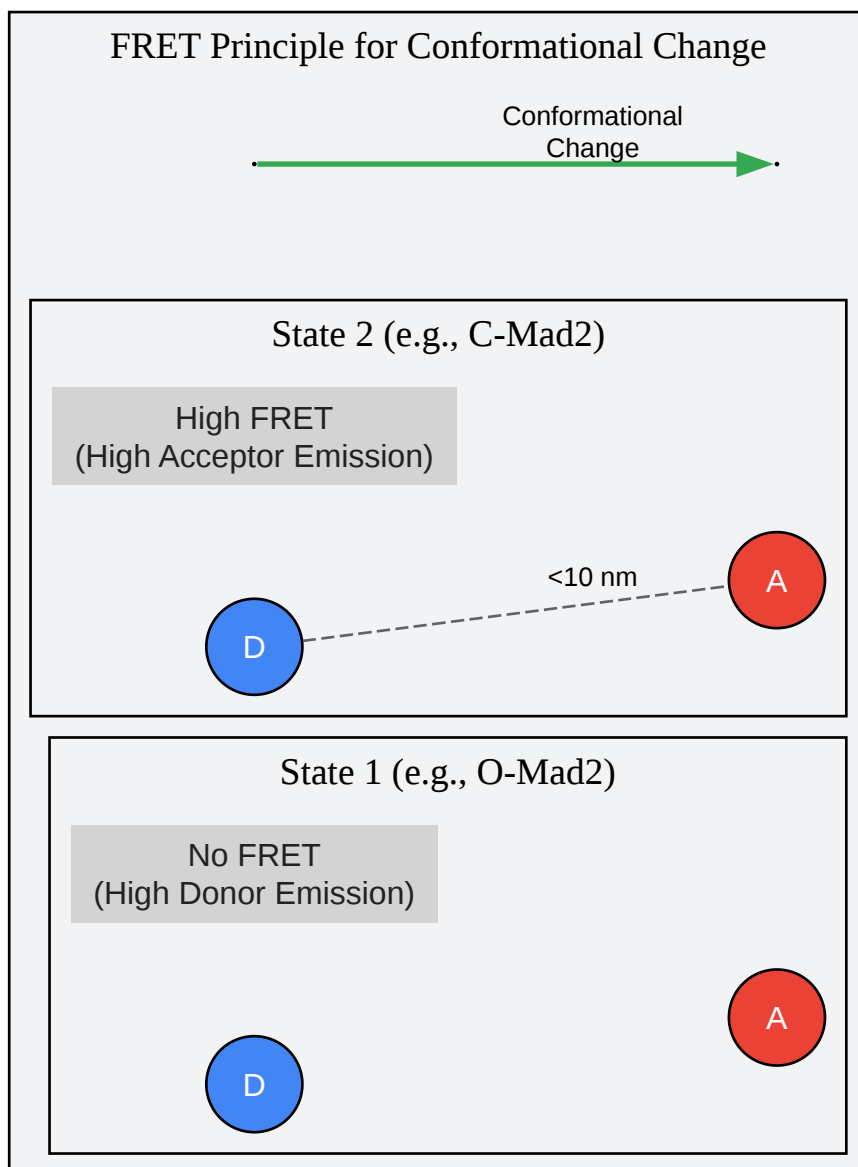 FRET Principle for Conformational Change
Conformational
Change
State 2 (e.g., C-Mad2)
High FRET
(High Acceptor Emission)
<10 nm
A
D
State 1 (e.g., O-Mad2)
No FRET
(High Donor Emission)
A
D